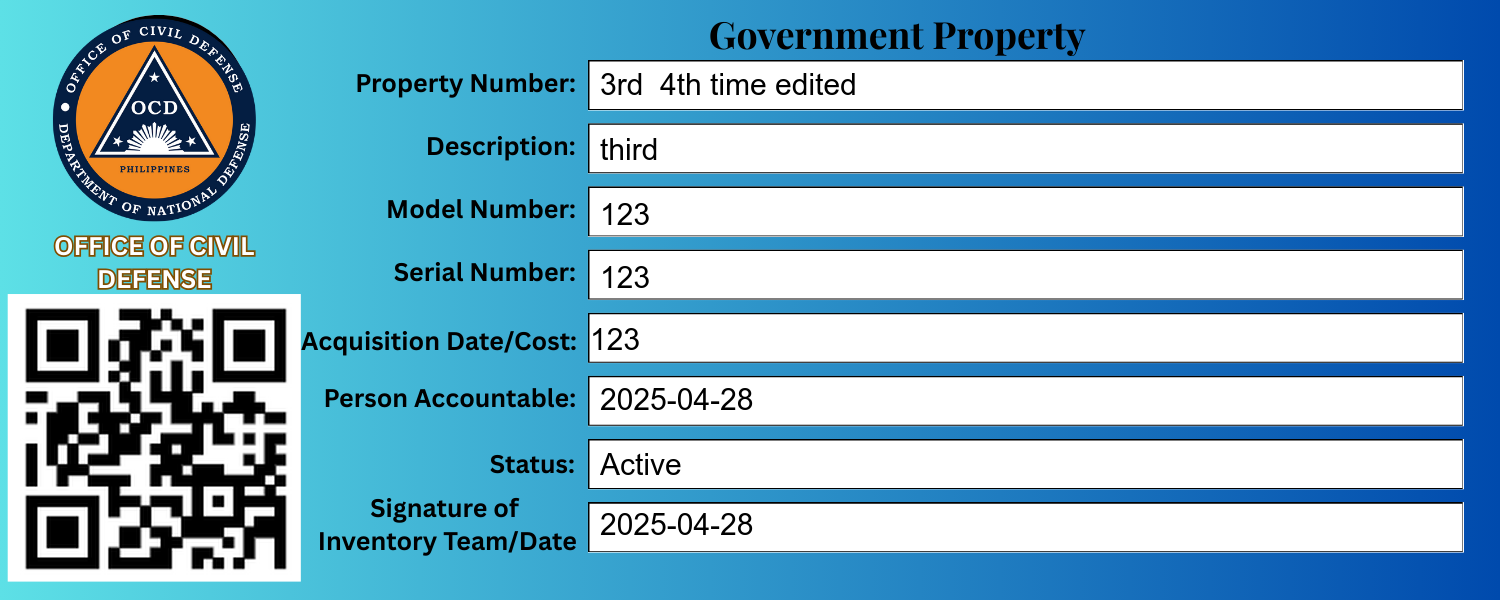 Government Property
OFFICE OF CIVIL DEFENSE
DEPARTMENT OF NATIONAL DEFENSE
OCD
PHILIPPINES
OFFICE OF CIVIL
DEFENSE
Property Number: 3rd  4th time edited
Description: third
Model Number: 123
Serial Number: 123
Acquisition Date/Cost: 123
Person Accountable: 2025-04-28
Status: Active
Signature of
Inventory Team/Date 2025-04-28